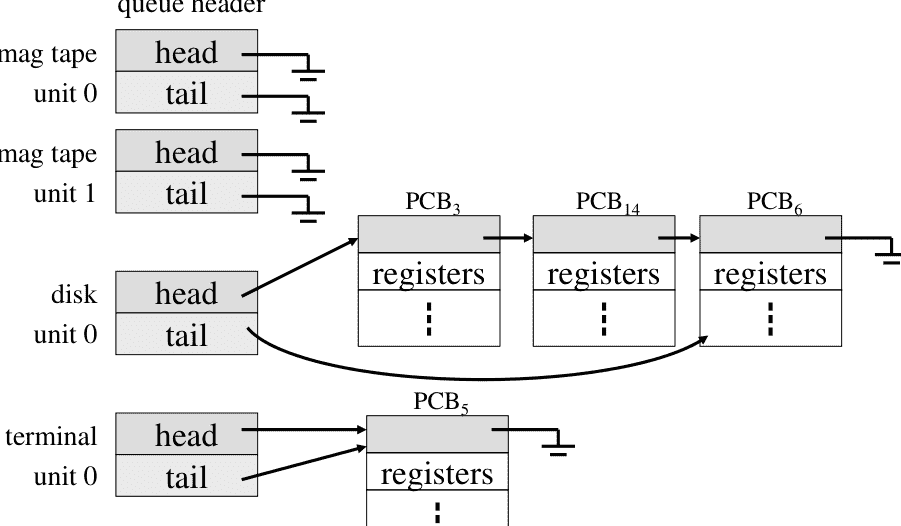 queue header
mag tape head
unit 0 tail
mag tape head
unit 1 tail
PCB₃ PCB₁₄ PCB₆
registers registers registers
disk head
unit 0 tail
PCB₅
terminal head
unit 0 tail
registers